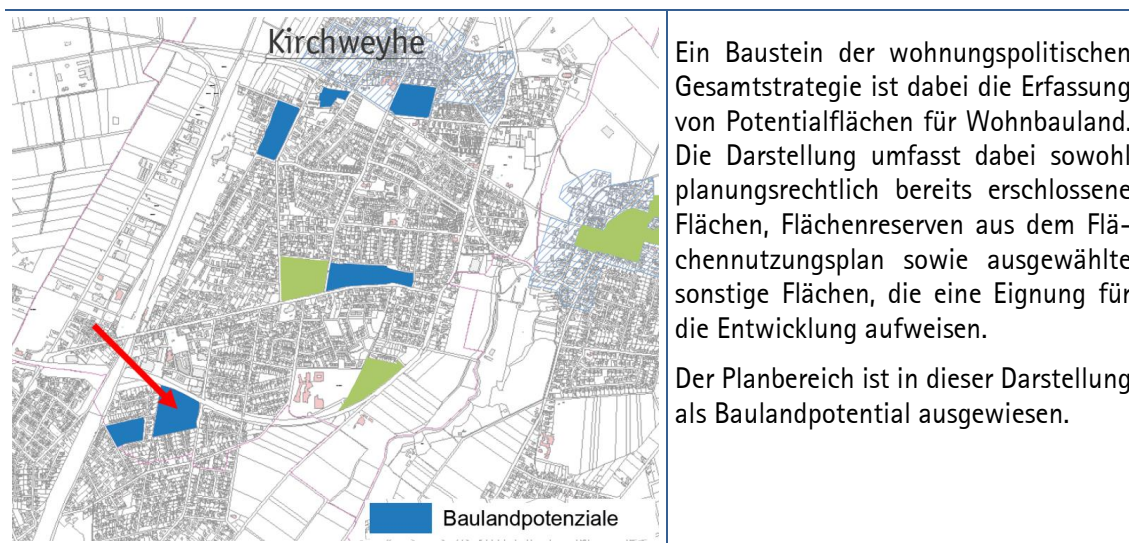 Kirchweyhe
Baulandpotenziale
Ein Baustein der wohnungspolitischen
Gesamtstrategie ist dabei die Erfassung
von Potentialflächen für Wohnbauland.
Die Darstellung umfasst dabei sowohl
planungsrechtlich bereits erschlossene
Flächen, Flächenreserven aus dem Flä-
chennutzungsplan sowie ausgewählte
sonstige Flächen, die eine Eignung für
die Entwicklung aufweisen.
Der Planbereich ist in dieser Darstellung
als Baulandpotential ausgewiesen.